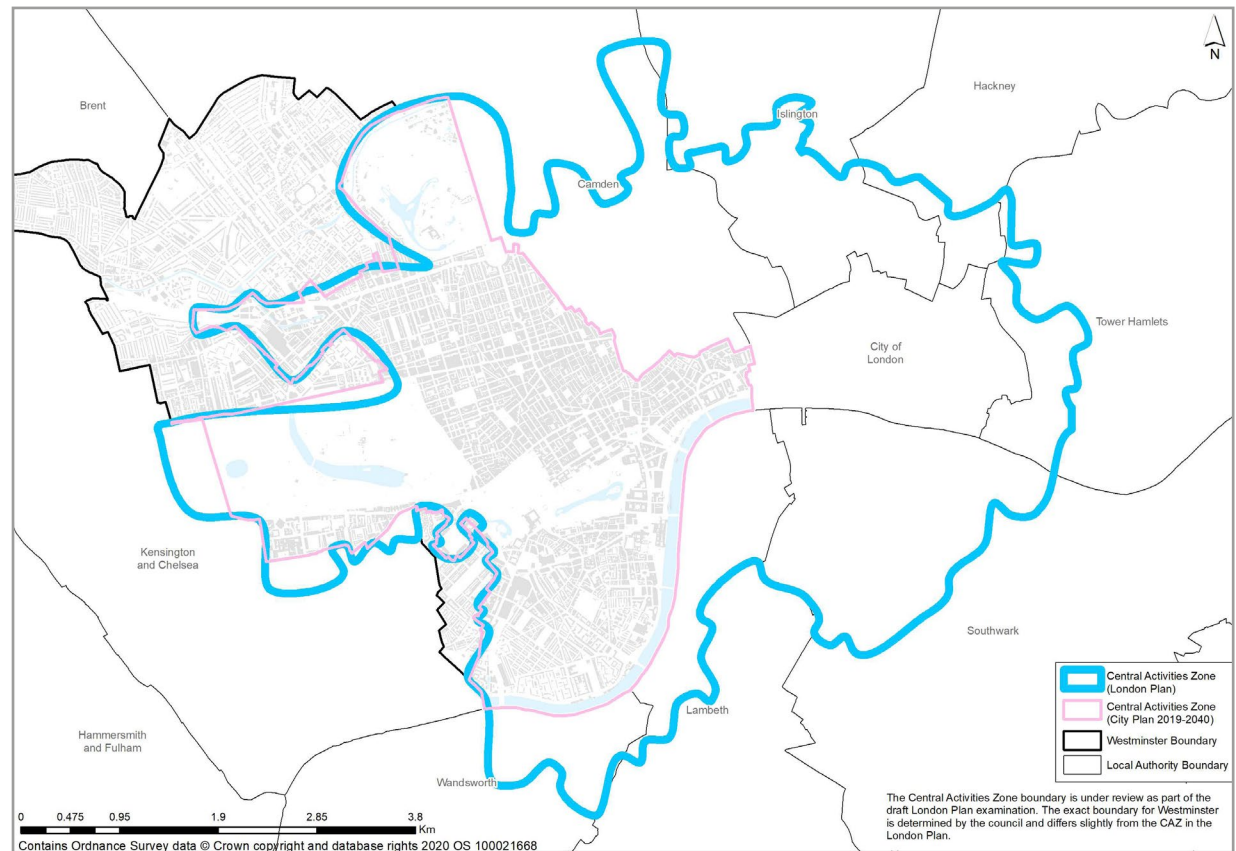 N
Hackney
Brent
Islington
Camden
Tower Hamlets
City of
London
Kensington
and Chelsea
Southwark
Lambeth
Hammersmith
and Fulham
Wandsworth
Central Activities Zone
(London Plan)
Central Activities Zone
(City Plan 2019-2040)
Westminster Boundary
Local Authority Boundary
The Central Activities Zone boundary is under review as part of the
draft London Plan examination. The exact boundary for Westminster
is determined by the council and differs slightly from the CAZ in the
London Plan.
0 0.475 0.95 1.9 2.85 3.8
Km
Contains Ordnance Survey data © Crown copyright and database rights 2020 OS 100021668